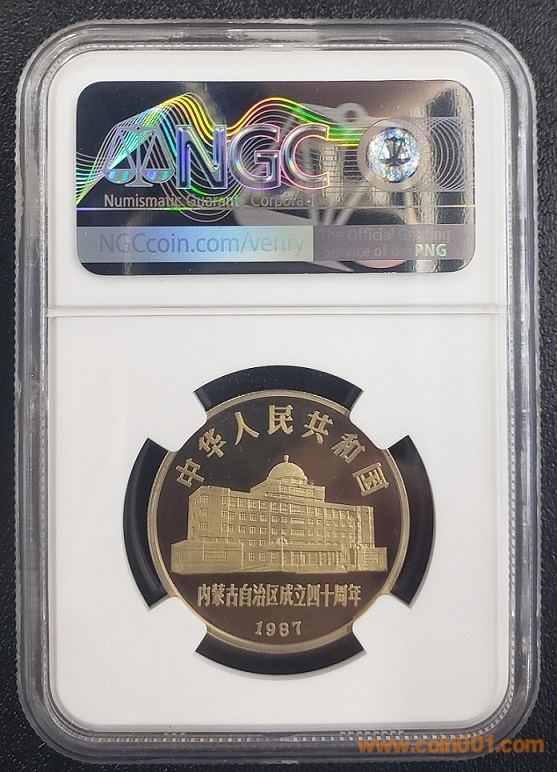 NGC
Numismatic Guaranty Corporation
NGCcoin.com/verify
The Official Grading
Service of the PNG
中华人民共和国
内蒙古自治区成立四十周年
1987
www.coin001.com